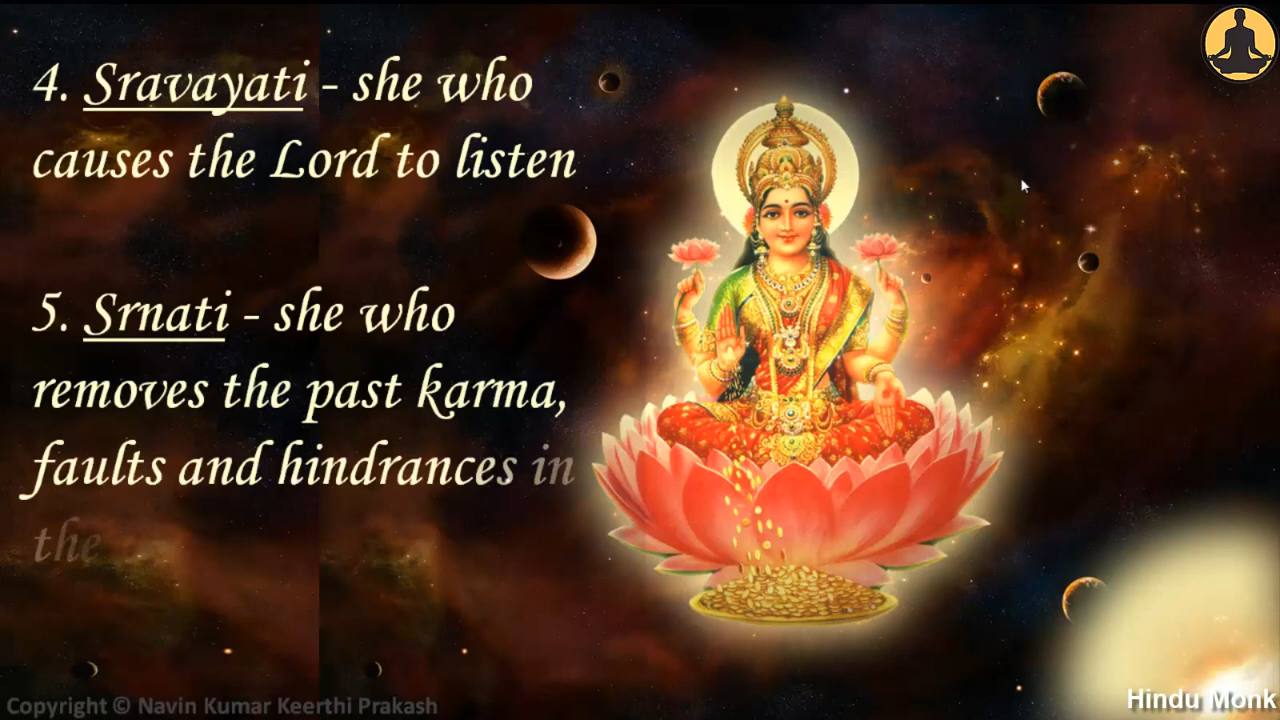 4. Sravayati - she who
causes the Lord to listen
5. Srnati - she who
removes the past karma,
faults and hindrances in
the
Copyright © Navin Kumar Keerthi Prakash
Hindu Monk